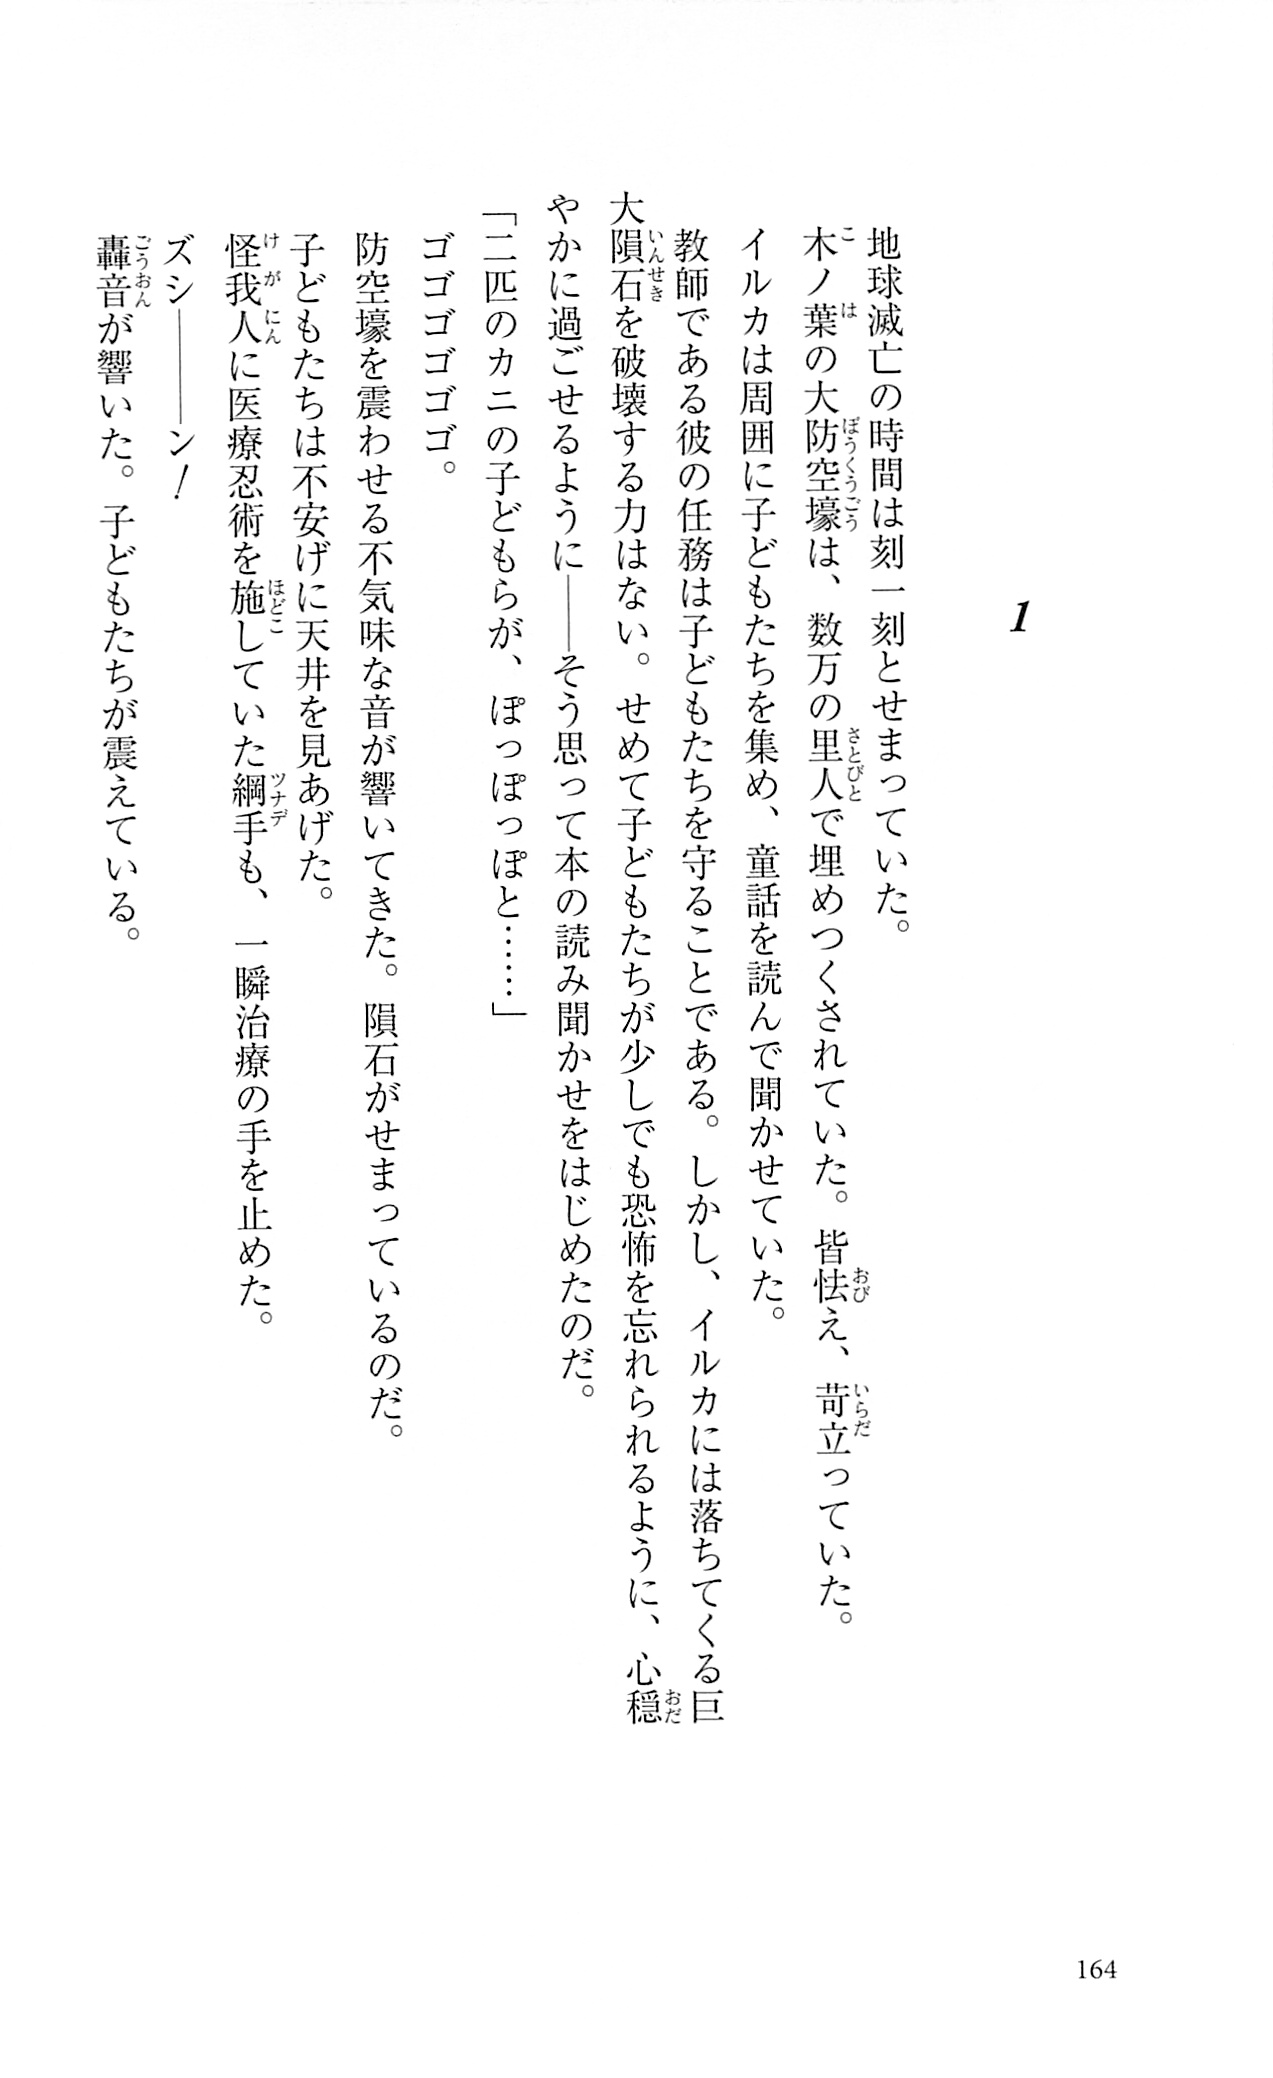 1
地球滅亡の時間は刻一刻とせまっていた。
木ノ葉の大防空壕は、数万の里人で埋めつくされていた。皆怯え、苛立っていた。
イルカは周囲に子どもたちを集め、童話を読んで聞かせていた。
教師である彼の任務は子どもたちを守ることである。しかし、イルカには落ちてくる巨
大隕石を破壊する力はない。せめて子どもたちが少しでも恐怖を忘れられるように、心穏
やかに過ごせるように――そう思って本の読み聞かせをはじめたのだ。
「二匹のカニの子どもらが、ぽっぽっぽと……」
ゴゴゴゴゴゴ。
防空壕を震わせる不気味な音が響いてきた。隕石がせまっているのだ。
子どもたちは不安げに天井を見あげた。
怪我人に医療忍術を施していた綱手も、一瞬治療の手を止めた。
ズシ――――ン！
轟音が響いた。子どもたちが震えている。
164